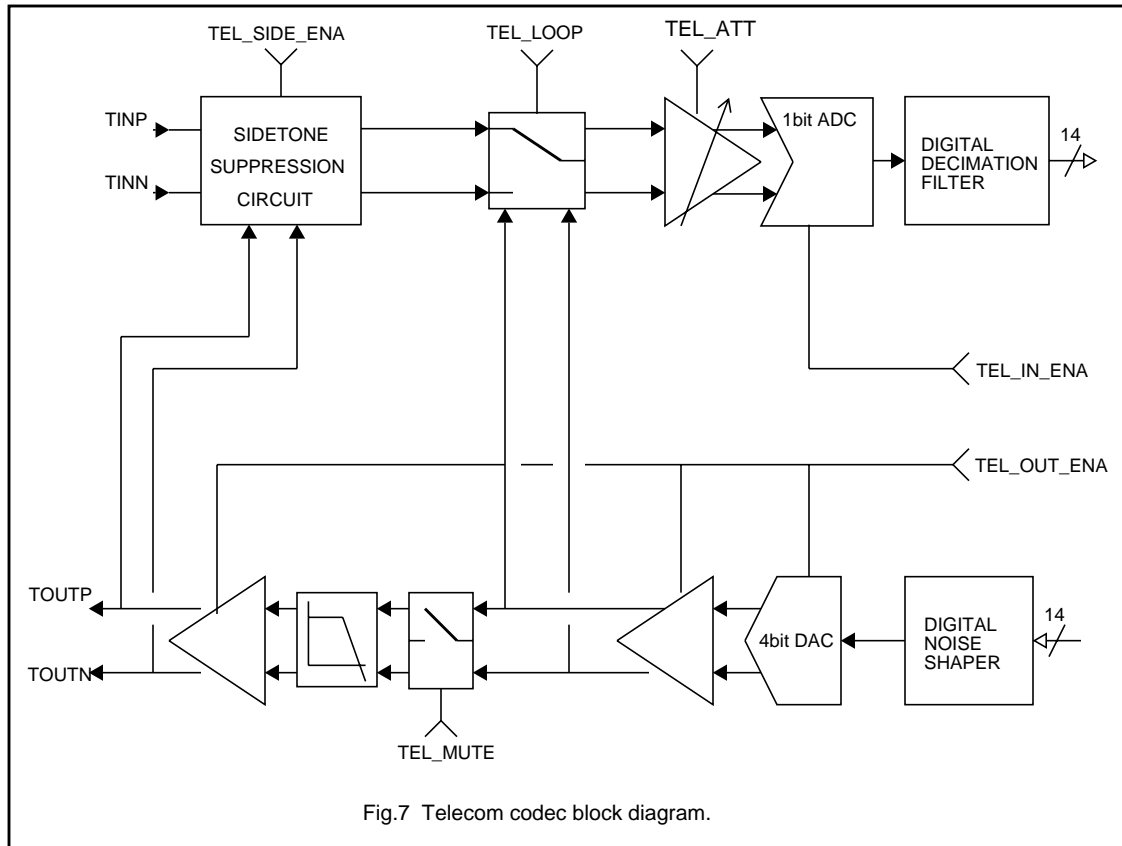 TEL_SIDE_ENA
TEL_LOOP
TEL_ATT
TINP
TINN
SIDETONE
SUPPRESSION
CIRCUIT
1bit ADC
DIGITAL
DECIMATION
FILTER
14
TEL_IN_ENA
TEL_OUT_ENA
TOUTP
TOUTN
4bit DAC
DIGITAL
NOISE
SHAPER
14
TEL_MUTE
Fig.7 Telecom codec block diagram.